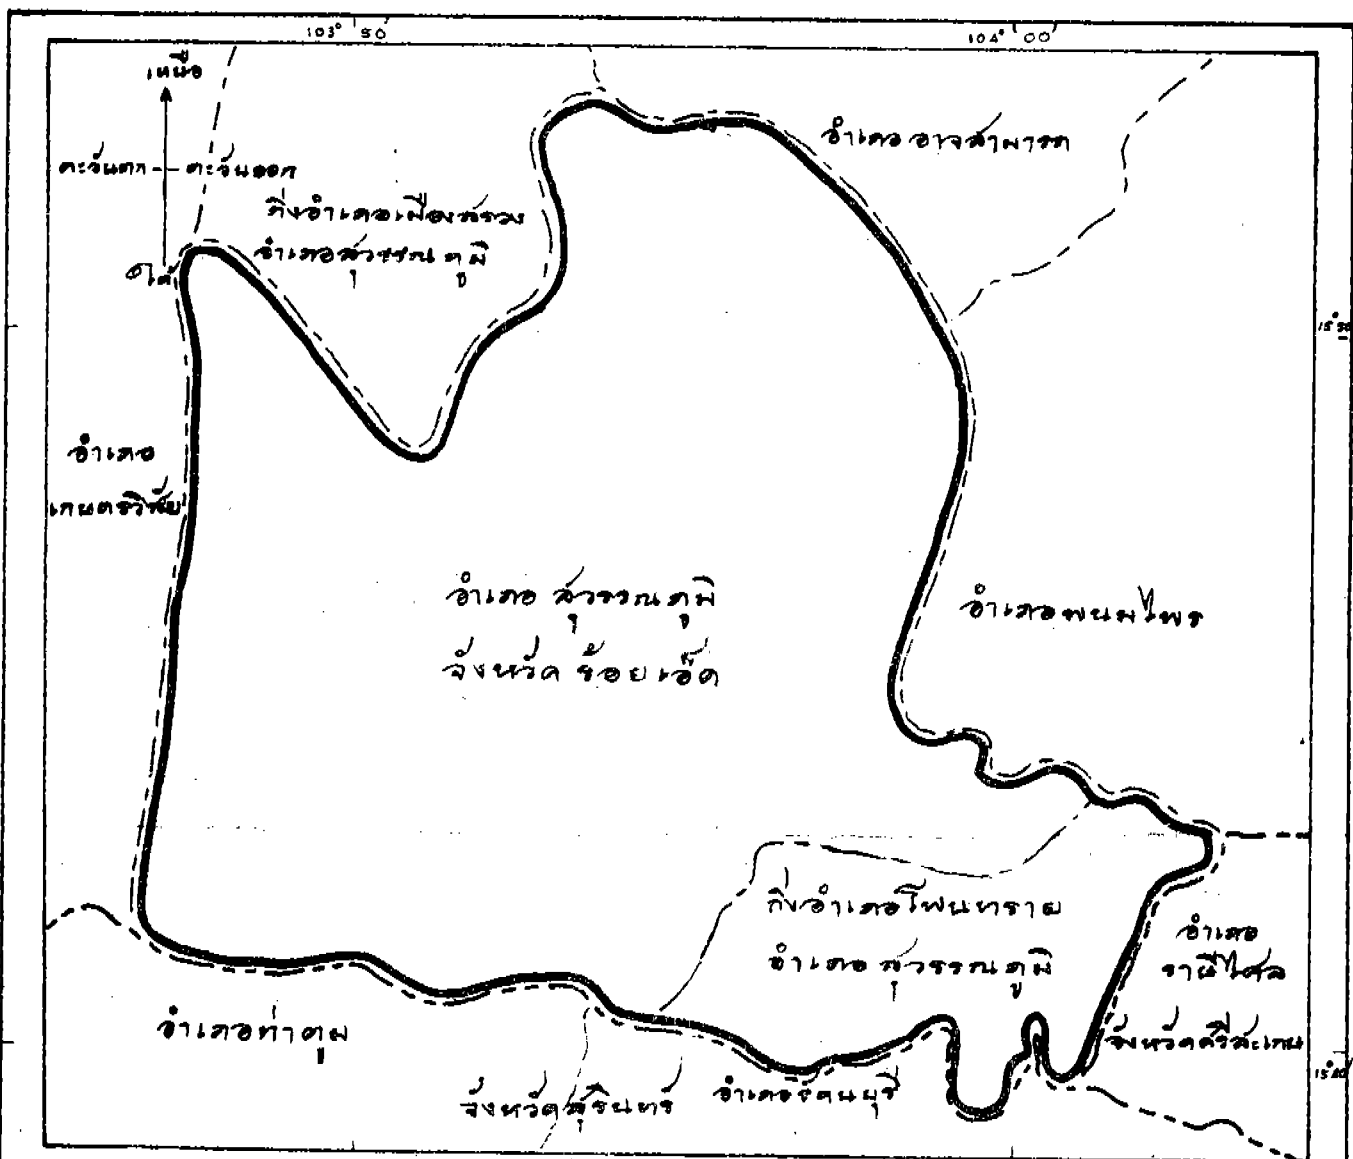 103° 50'
104° 00'
เหนือ
ตะวันตก
ตะวันออก
ใต้
อำเภออาจสามารถ
กิ่งอำเภอเมืองสรวง
อำเภอสุวรรณภูมิ
15° 30'
อำเภอ
เกษตรวิสัย
อำเภอ สุวรรณภูมิ
จังหวัด ร้อยเอ็ด
อำเภอพนมไพร
กิ่งอำเภอโพนทราย
อำเภอ สุวรรณภูมิ
อำเภอ
ราษีไศล
จังหวัดศรีสะเกษ
อำเภอท่าตูม
จังหวัดสุรินทร์
อำเภอรัตนบุรี
15° 20'